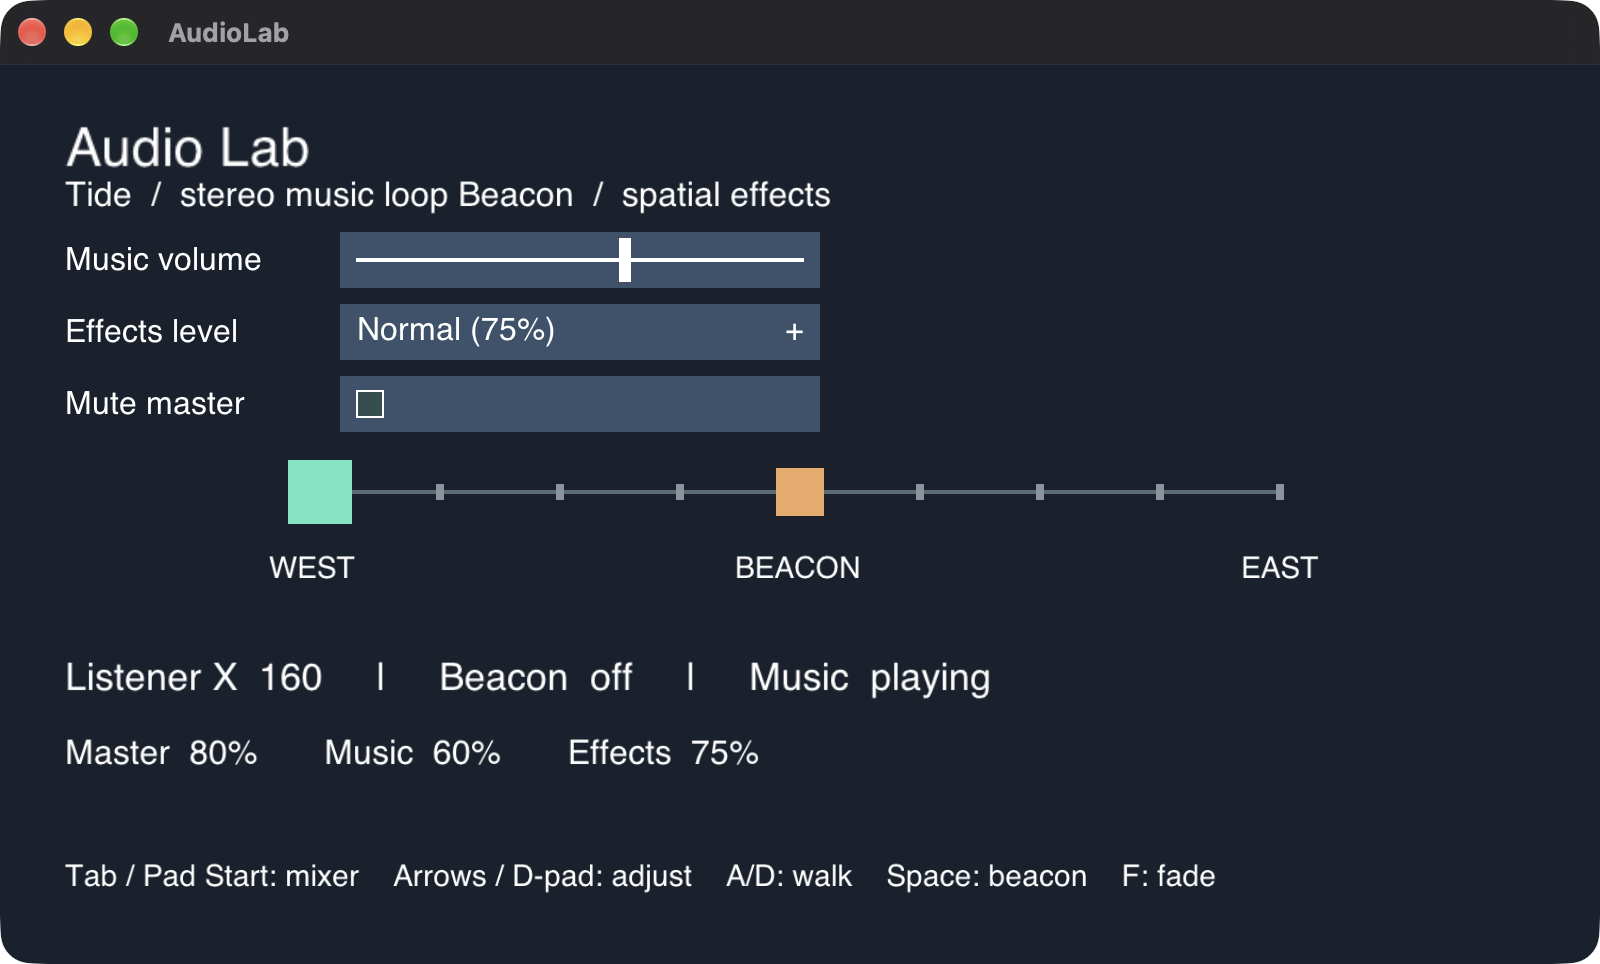 AudioLab
Audio Lab
Tide / stereo music loop Beacon / spatial effects
Music volume
Effects level Normal (75%) +
Mute master
WEST BEACON EAST
Listener X 160 | Beacon off | Music playing
Master 80% Music 60% Effects 75%
Tab / Pad Start: mixer Arrows / D-pad: adjust A/D: walk Space: beacon F: fade